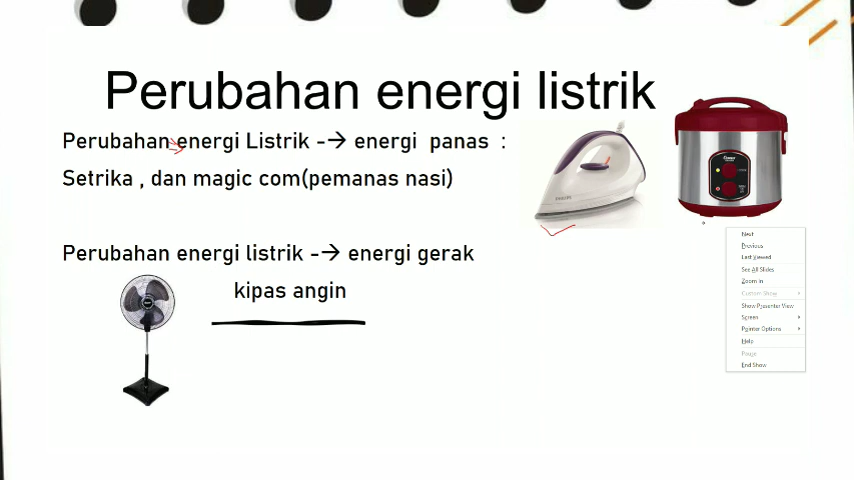 Perubahan energi listrik
Perubahan energi Listrik --→ energi panas :
Setrika , dan magic com(pemanas nasi)
Perubahan energi listrik --→ energi gerak
kipas angin
PHILIPS
Next
Previous
Last Viewed
See All Slides
Zoom In
Custom Show
Show Presenter View
Screen
Pointer Options
Help
Pause
End Show